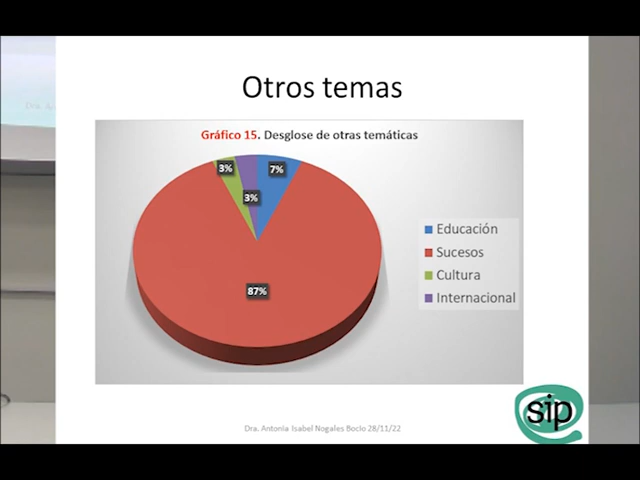 Otros temas
Gráfico 15. Desglose de otras temáticas
3%
7%
3%
87%
Educación
Sucesos
Cultura
Internacional
sip
Dra. Antonia Isabel Nogales Bocio 28/11/22